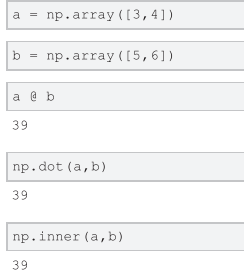 a = np.array([3,4])
b = np.array([5,6])
a @ b
39
np.dot(a,b)
39
np.inner(a,b)
39